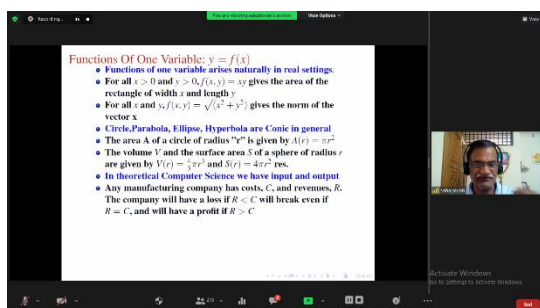 Recording...
View Options
View
Functions Of One Variable: y = f(x)
Functions of one variable arises naturally in real settings.
For all x > 0 and y > 0, f(x, y) = xy gives the area of the
rectangle of width x and length y
For all x and y, f(x, y) = √(x² + y²) gives the norm of the
vector x
Circle,Parabola, Ellipse, Hyperbola are Conic in general
The area A of a circle of radius "r" is given by A(r) = πr²
The volume V and the surface area S of a sphere of radius r
are given by V(r) = 4/3πr³ and S(r) = 4πr² res.
In theoretical Computer Science we have input and output
Any manufacturing company has costs, C, and revenues, R.
The company will have a loss if R < C will break even if
R = C, and will have a profit if R > C
Activate Windows
Go to Settings to activate Windows.
End